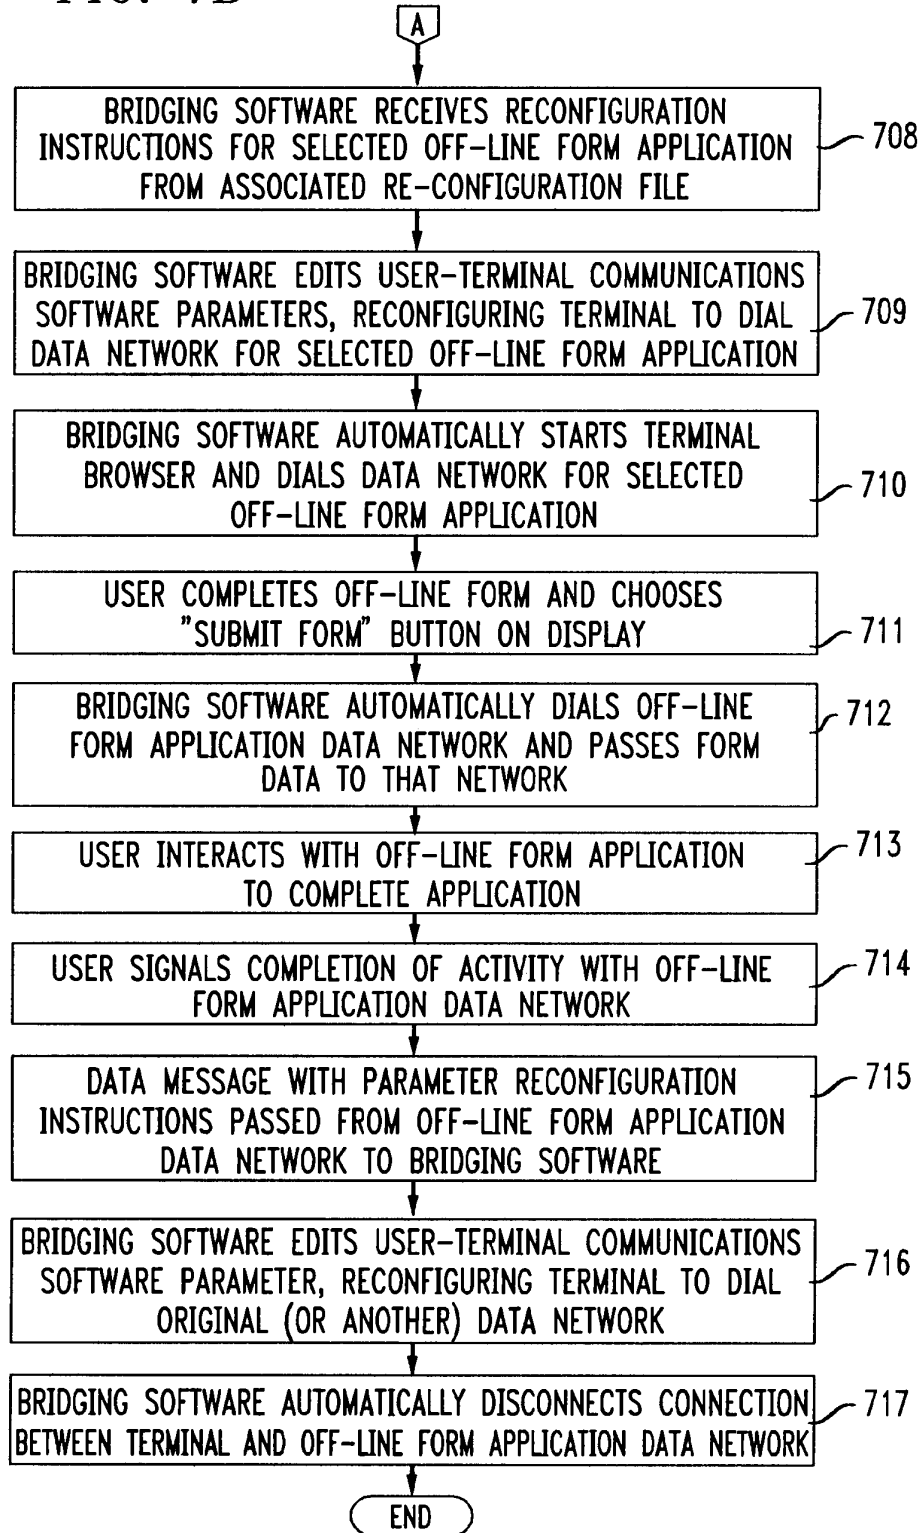 FIG. 7B
A
BRIDGING SOFTWARE RECEIVES RECONFIGURATION
INSTRUCTIONS FOR SELECTED OFF-LINE FORM APPLICATION
FROM ASSOCIATED RE-CONFIGURATION FILE
708
BRIDGING SOFTWARE EDITS USER-TERMINAL COMMUNICATIONS
SOFTWARE PARAMETERS, RECONFIGURING TERMINAL TO DIAL
DATA NETWORK FOR SELECTED OFF-LINE FORM APPLICATION
709
BRIDGING SOFTWARE AUTOMATICALLY STARTS TERMINAL
BROWSER AND DIALS DATA NETWORK FOR SELECTED
OFF-LINE FORM APPLICATION
710
USER COMPLETES OFF-LINE FORM AND CHOOSES
"SUBMIT FORM" BUTTON ON DISPLAY
711
BRIDGING SOFTWARE AUTOMATICALLY DIALS OFF-LINE
FORM APPLICATION DATA NETWORK AND PASSES FORM
DATA TO THAT NETWORK
712
USER INTERACTS WITH OFF-LINE FORM APPLICATION
TO COMPLETE APPLICATION
713
USER SIGNALS COMPLETION OF ACTIVITY WITH OFF-LINE
FORM APPLICATION DATA NETWORK
714
DATA MESSAGE WITH PARAMETER RECONFIGURATION
INSTRUCTIONS PASSED FROM OFF-LINE FORM APPLICATION
DATA NETWORK TO BRIDGING SOFTWARE
715
BRIDGING SOFTWARE EDITS USER-TERMINAL COMMUNICATIONS
SOFTWARE PARAMETER, RECONFIGURING TERMINAL TO DIAL
ORIGINAL (OR ANOTHER) DATA NETWORK
716
BRIDGING SOFTWARE AUTOMATICALLY DISCONNECTS CONNECTION
BETWEEN TERMINAL AND OFF-LINE FORM APPLICATION DATA NETWORK
717
END